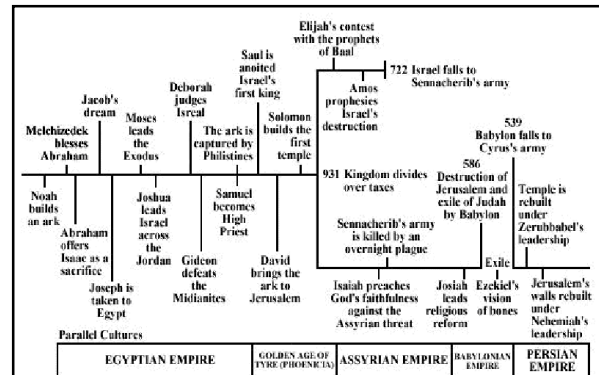 Elijah's contest
with the prophets
of Baal
Saul is
anoited
Israel's
first king
722 Israel falls to
Sennacherib's army
Deborah
judges
Isreal
Amos
prophesies
Israel's
destruction
Jacob's
dream
Moses
leads
the
Exodus
Solomon
builds the
first
temple
539
Babylon falls to
Cyrus's army
Melchizedek
blesses
Abraham
The ark is
captured by
Philistines
586
Destruction of
Jerusalem and
exile of Judah
by Babylon
931 Kingdom divides
over taxes
Noah
builds
an ark
Abraham
offers
Isaac as a
sacrifice
Joseph is
taken to
Egypt
Joshua
leads
Israel
across
the
Jordan
Gideon
defeats
the
Midianites
Samuel
becomes
High
Priest
David
brings the
ark to
Jerusalem
Sennacherib's army
is killed by an
overnight plague
Temple is
rebuilt
under
Zerubbabel's
leadership
Exile
Isaiah preaches
God's faithfulness
against the
Assyrian threat
Josiah
leads
religious
reform
Ezekiel's
vision
of bones
Jerusalem's
walls rebuilt
under
Nehemiah's
leadership
Parallel Cultures
EGYPTIAN EMPIRE
GOLDEN AGE OF
TYRE (PHOENICIA)
ASSYRIAN EMPIRE
BABYLONIAN
EMPIRE
PERSIAN
EMPIRE